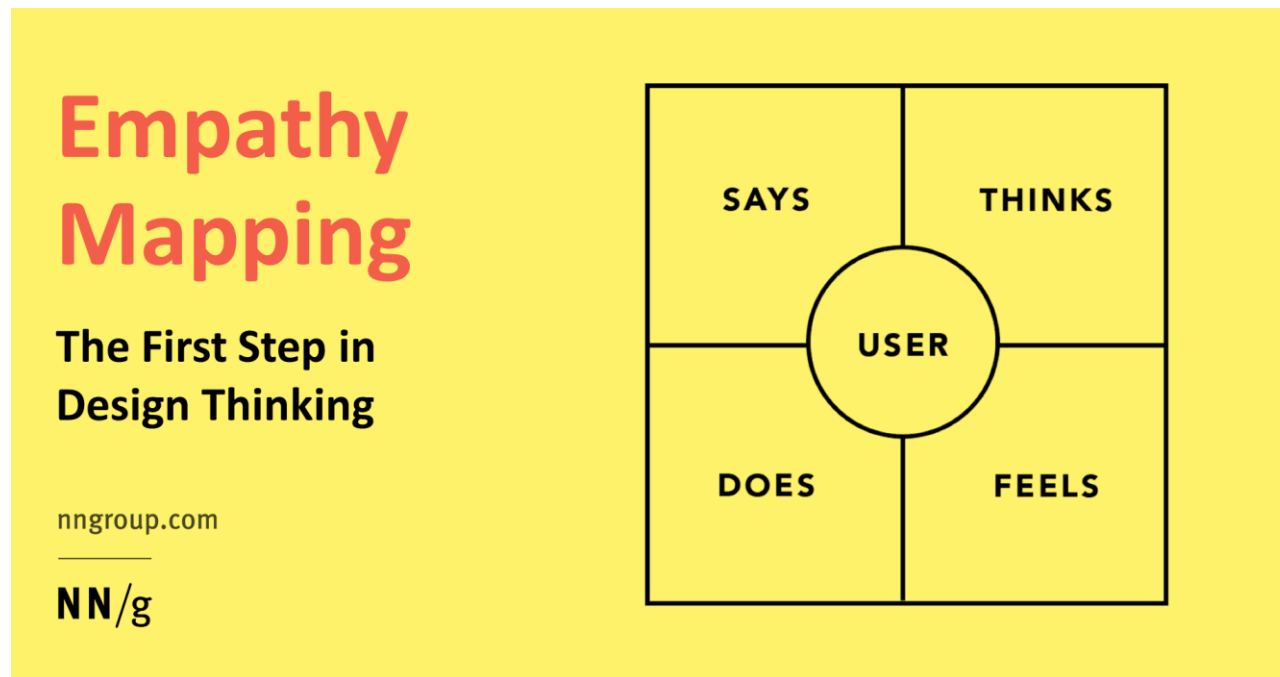 Empathy
Mapping
The First Step in
Design Thinking
nngroup.com
NN/g
SAYS
THINKS
USER
DOES
FEELS